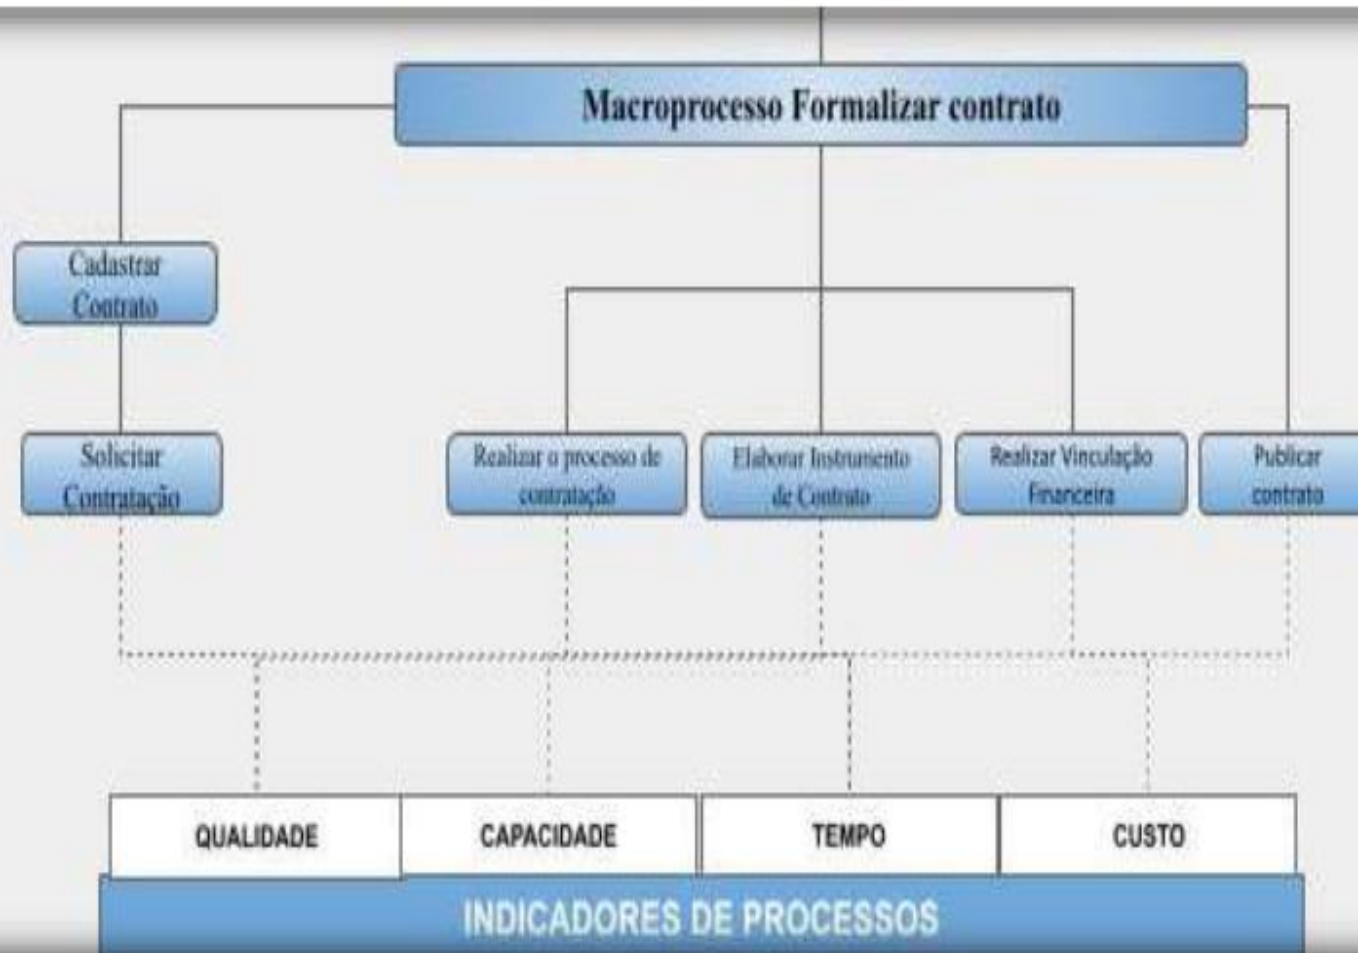 Macroprocesso Formalizar contrato
Cadastrar
Contrato
Solicitar
Contratação
Realizar o processo de
contratação
Elaborar Instrumento
de Contrato
Realizar Vinculação
Financeira
Publicar
contrato
QUALIDADE
CAPACIDADE
TEMPO
CUSTO
INDICADORES DE PROCESSOS